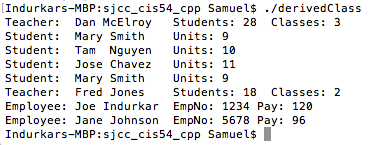 Indurkars-MBP:sjcc_cis54_cpp Samuel$ ./derivedClass
Teacher:  Dan McElroy   Students: 28  Classes: 3
Student:  Mary Smith    Units: 9
Student:  Tam  Nguyen   Units: 10
Student:  Jose Chavez   Units: 11
Student:  Mary Smith    Units: 9
Teacher:  Fred Jones    Students: 18  Classes: 2
Employee: Joe Indurkar  EmpNo: 1234 Pay: 120
Employee: Jane Johnson  EmpNo: 5678 Pay: 96
Indurkars-MBP:sjcc_cis54_cpp Samuel$